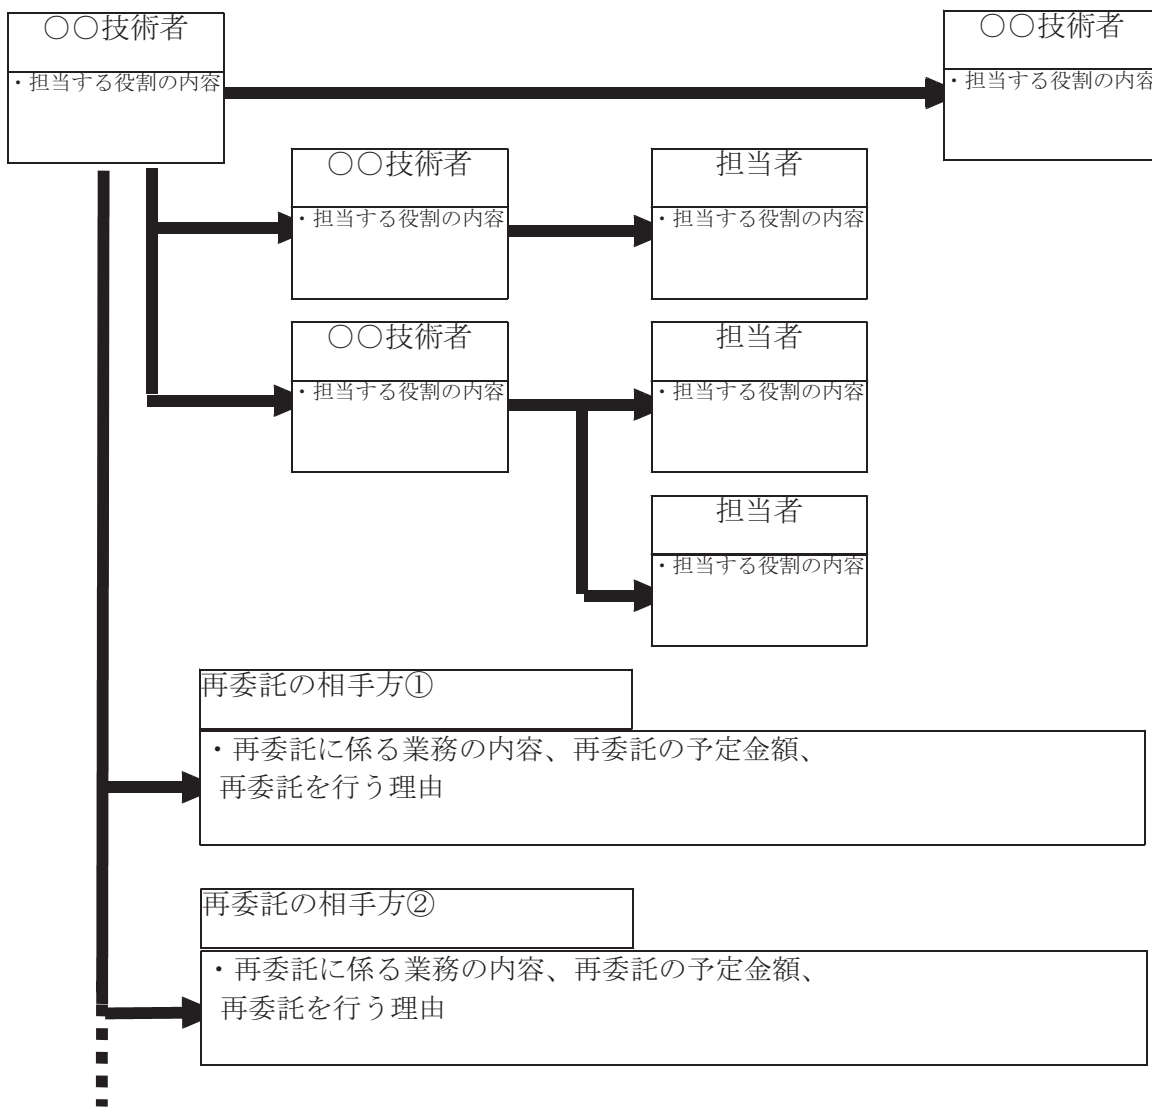 ○○技術者
・担当する役割の内容
○○技術者
・担当する役割の内容
○○技術者
・担当する役割の内容
担当者
・担当する役割の内容
○○技術者
・担当する役割の内容
担当者
・担当する役割の内容
担当者
・担当する役割の内容
再委託の相手方①
・再委託に係る業務の内容、再委託の予定金額、
再委託を行う理由
再委託の相手方②
・再委託に係る業務の内容、再委託の予定金額、
再委託を行う理由